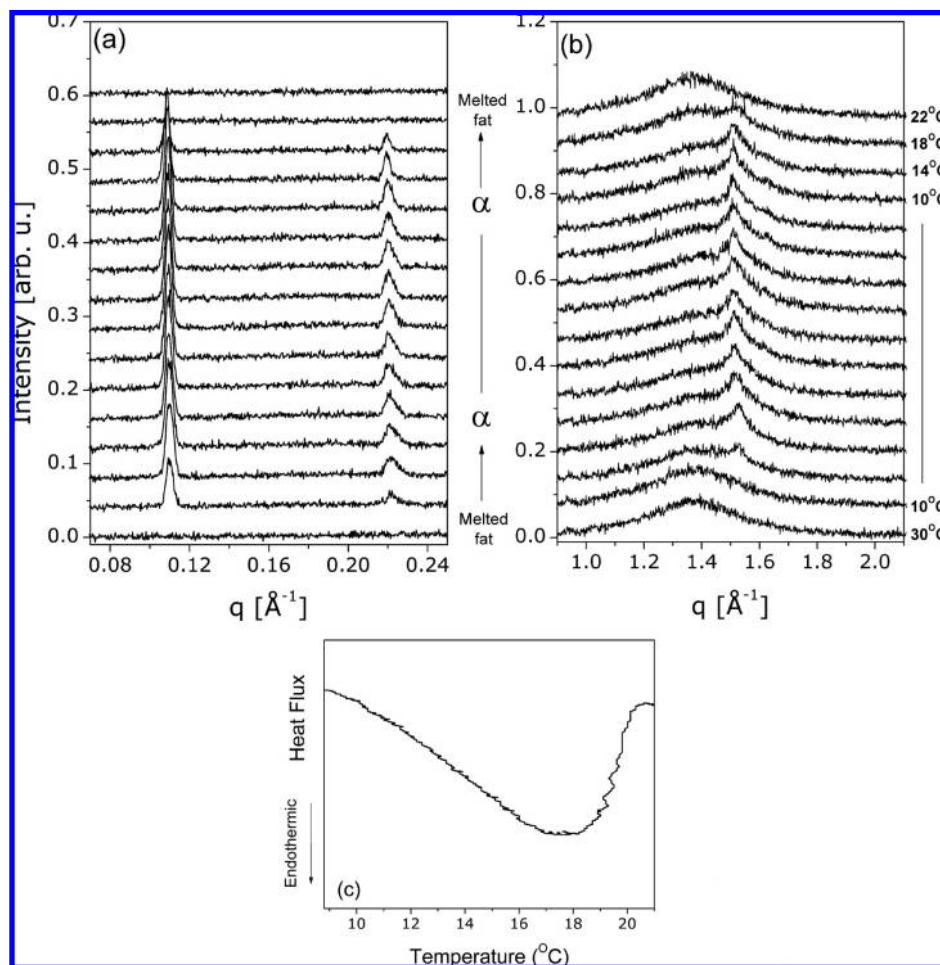 (a)
0.7
0.6
0.5
0.4
0.3
0.2
0.1
0.0
Intensity [arb. u.]
0.08 0.12 0.16 0.20 0.24
q [Å⁻¹]
Melted
fat
α
α
Melted
fat
(b)
1.2
1.0
0.8
0.6
0.4
0.2
0.0
1.0 1.2 1.4 1.6 1.8 2.0
q [Å⁻¹]
22°C
18°C
14°C
10°C
10°C
30°C
Heat Flux
Endothermic
(c)
10 12 14 16 18 20
Temperature (°C)